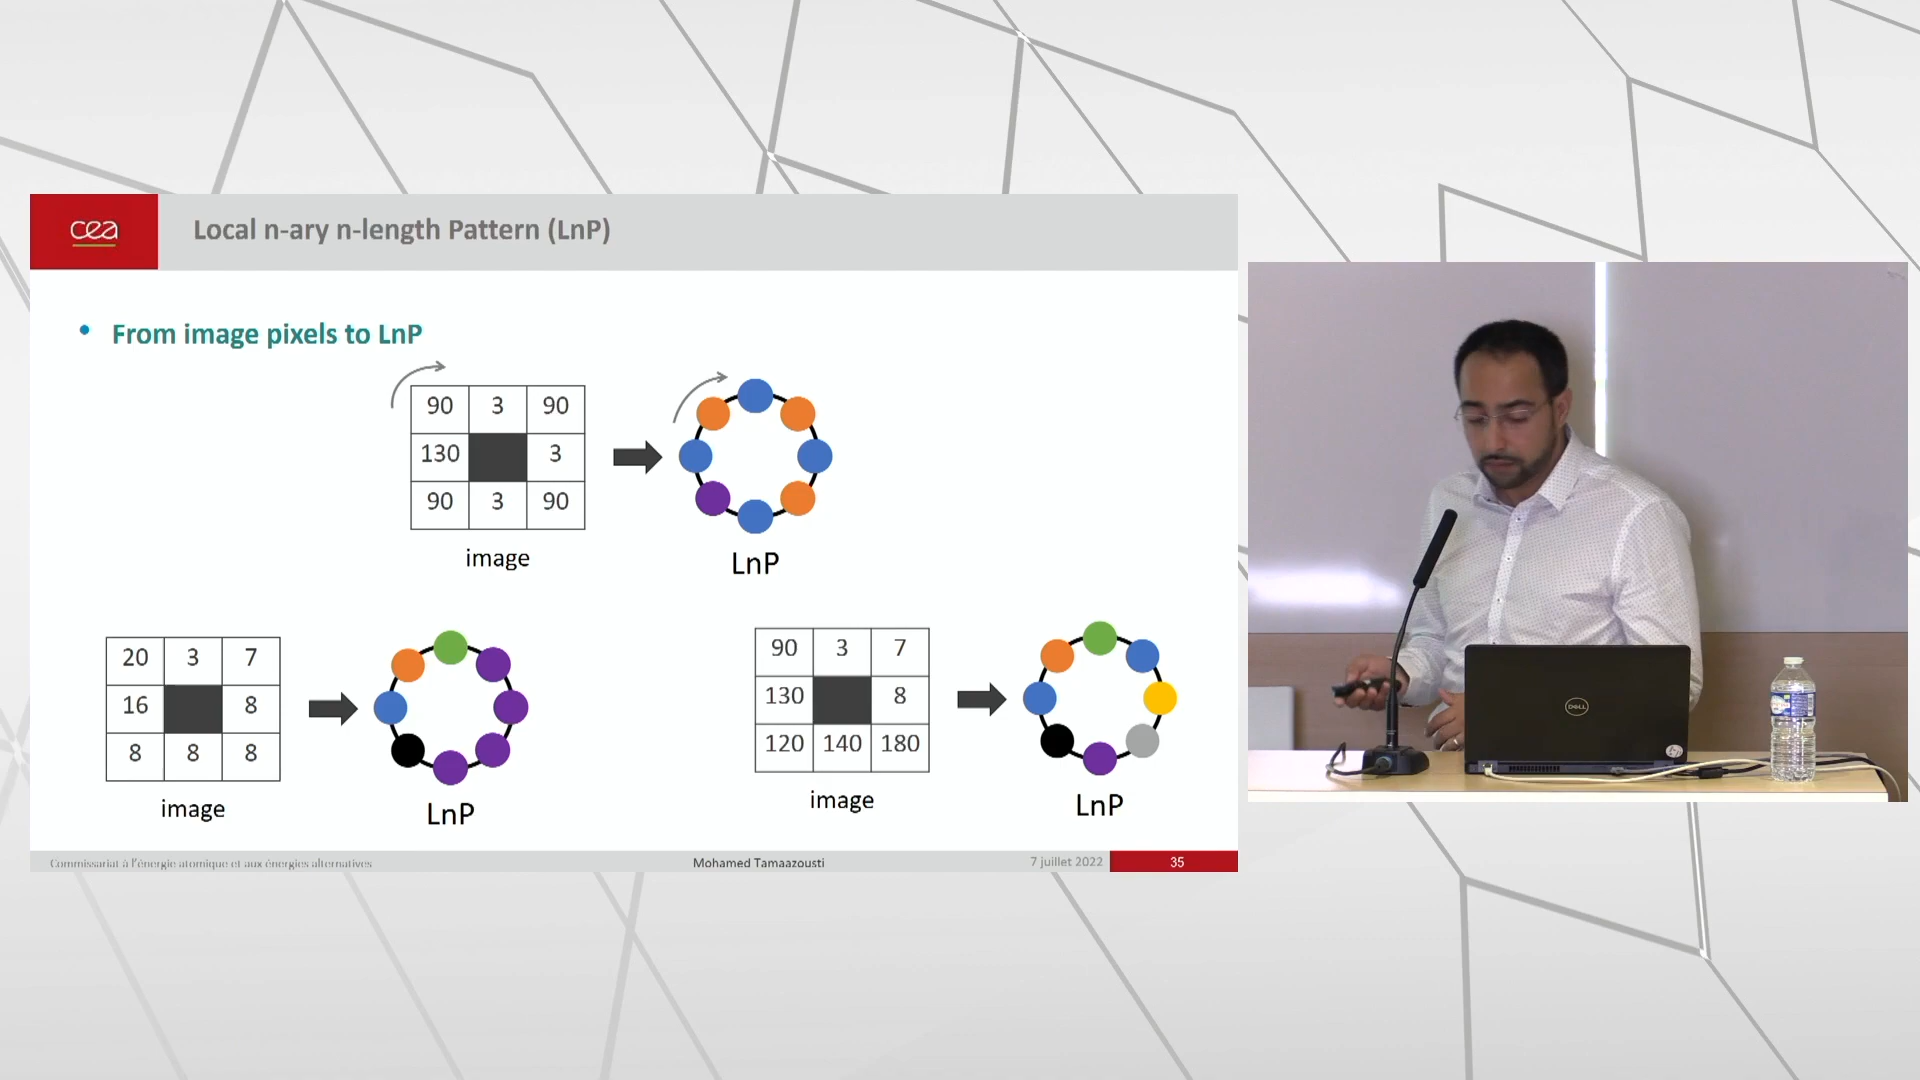 cea
Local n-ary n-length Pattern (LnP)
• From image pixels to LnP
90 3 90
130 3
90 3 90
image
LnP
20 3 7
16 8
8 8 8
image
LnP
90 3 7
130 8
120 140 180
image
LnP
Commissariat à l'énergie atomique et aux énergies alternatives
Mohamed Tamaazousti
7 juillet 2022
35
DELL